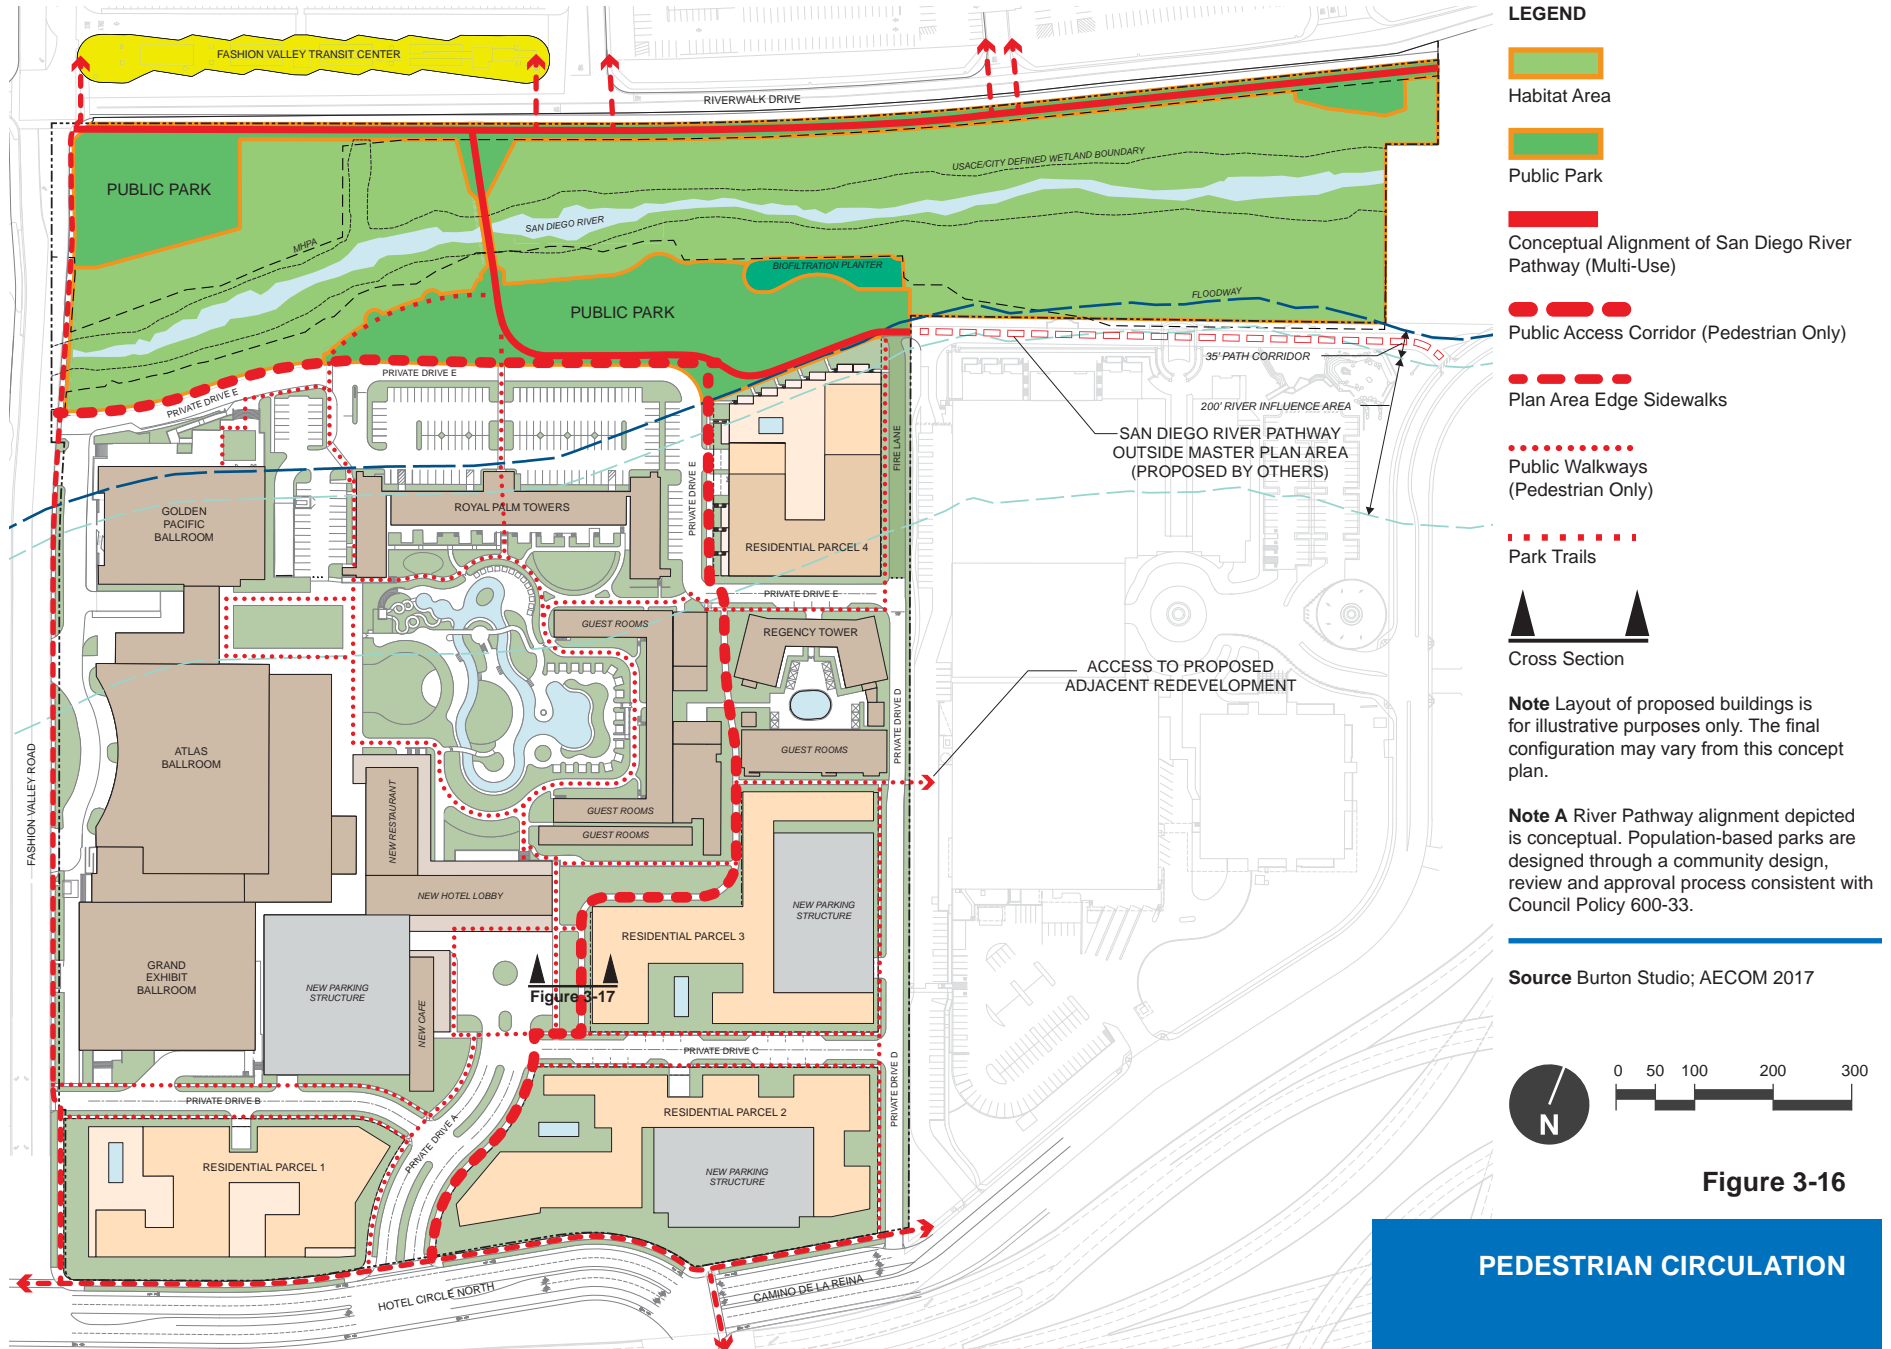 FASHION VALLEY TRANSIT CENTER
RIVERWALK DRIVE
PUBLIC PARK
USACE/CITY DEFINED WETLAND BOUNDARY
SAN DIEGO RIVER
MHPA
BIOFILTRATION PLANTER
PUBLIC PARK
FLOODWAY
35' PATH CORRIDOR
200' RIVER INFLUENCE AREA
SAN DIEGO RIVER PATHWAY
OUTSIDE MASTER PLAN AREA
(PROPOSED BY OTHERS)
PRIVATE DRIVE E
PRIVATE DRIVE E
PRIVATE DRIVE E
FIRE LANE
GOLDEN
PACIFIC
BALLROOM
ROYAL PALM TOWERS
RESIDENTIAL PARCEL 4
PRIVATE DRIVE E
GUEST ROOMS
REGENCY TOWER
ACCESS TO PROPOSED
ADJACENT REDEVELOPMENT
PRIVATE DRIVE D
FASHION VALLEY ROAD
ATLAS
BALLROOM
GUEST ROOMS
NEW RESTAURANT
GUEST ROOMS
GUEST ROOMS
NEW HOTEL LOBBY
NEW PARKING
STRUCTURE
RESIDENTIAL PARCEL 3
GRAND
EXHIBIT
BALLROOM
NEW PARKING
STRUCTURE
NEW CAFE
Figure 3-17
PRIVATE DRIVE C
PRIVATE DRIVE D
PRIVATE DRIVE B
PRIVATE DRIVE A
RESIDENTIAL PARCEL 2
RESIDENTIAL PARCEL 1
NEW PARKING
STRUCTURE
HOTEL CIRCLE NORTH
CAMINO DE LA REINA
LEGEND
Habitat Area
Public Park
Conceptual Alignment of San Diego River
Pathway (Multi-Use)
Public Access Corridor (Pedestrian Only)
Plan Area Edge Sidewalks
Public Walkways
(Pedestrian Only)
Park Trails
Cross Section
Note Layout of proposed buildings is
for illustrative purposes only. The final
configuration may vary from this concept
plan.
Note A River Pathway alignment depicted
is conceptual. Population-based parks are
designed through a community design,
review and approval process consistent with
Council Policy 600-33.
Source Burton Studio; AECOM 2017
N
0 50 100 200 300
Figure 3-16
PEDESTRIAN CIRCULATION